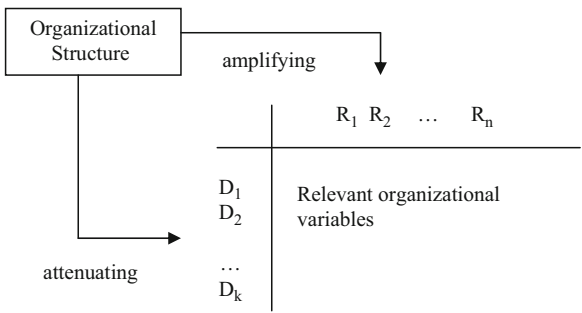 Organizational
Structure
amplifying
R₁ R₂ … Rₙ
D₁
D₂
Relevant organizational
variables
attenuating
…
Dₖ